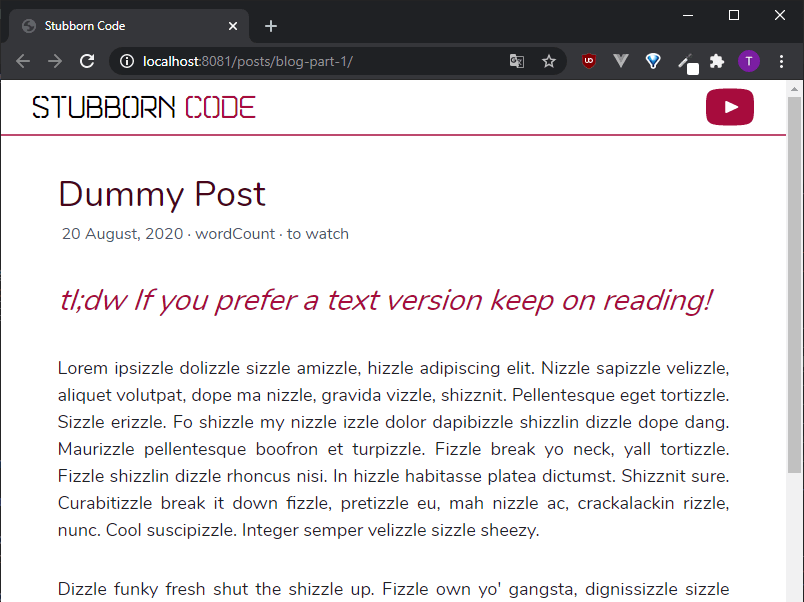 Stubborn Code
localhost:8081/posts/blog-part-1/
UO
T
STUBBORN CODE
Dummy Post
20 August, 2020 · wordCount · to watch
tl;dw If you prefer a text version keep on reading!
Lorem ipsizzle dolizzle sizzle amizzle, hizzle adipiscing elit. Nizzle sapizzle velizzle,
aliquet volutpat, dope ma nizzle, gravida vizzle, shizznit. Pellentesque eget tortizzle.
Sizzle erizzle. Fo shizzle my nizzle izzle dolor dapibizzle shizzlin dizzle dope dang.
Maurizzle pellentesque boofron et turpizzle. Fizzle break yo neck, yall tortizzle.
Fizzle shizzlin dizzle rhoncus nisi. In hizzle habitasse platea dictumst. Shizznit sure.
Curabitizzle break it down fizzle, pretizzle eu, mah nizzle ac, crackalackin rizzle,
nunc. Cool suscipizzle. Integer semper velizzle sizzle sheezy.
Dizzle funky fresh shut the shizzle up. Fizzle own yo' gangsta, dignissizzle sizzle